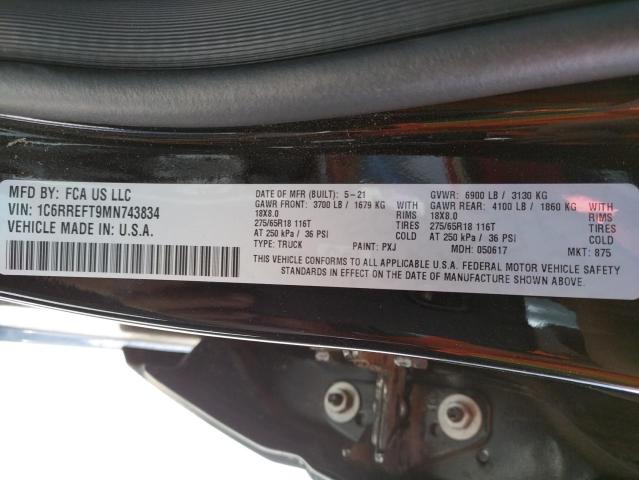 MFD BY: FCA US LLC
VIN: 1C6RREFT9MN743834
VEHICLE MADE IN: U.S.A.
DATE OF MFR (BUILT): 5-21 GVWR: 6900 LB / 3130 KG
GAWR FRONT: 3700 LB / 1679 KG GAWR REAR: 4100 LB / 1860 KG
18X8.0 RIMS 18X8.0 RIMS
275/65R18 116T TIRES 275/65R18 116T TIRES
AT 250 kPa / 36 PSI COLD AT 250 kPa / 36 PSI COLD
TYPE: TRUCK PAINT: PXJ MDH: 050617 MKT: 875
THIS VEHICLE CONFORMS TO ALL APPLICABLE U.S.A. FEDERAL MOTOR VEHICLE SAFETY
STANDARDS IN EFFECT ON THE DATE OF MANUFACTURE SHOWN ABOVE.